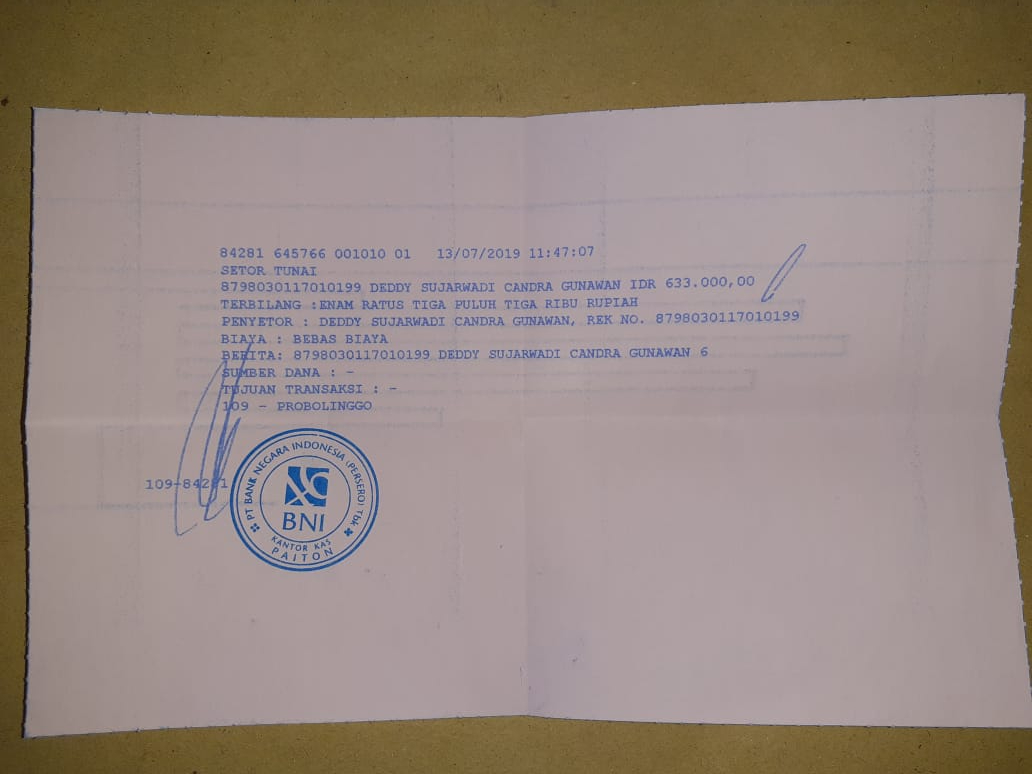 84281 645766 001010 01 13/07/2019 11:47:07
SETOR TUNAI
8798030117010199 DEDDY SUJARWADI CANDRA GUNAWAN IDR 633.000,00
TERBILANG :ENAM RATUS TIGA PULUH TIGA RIBU RUPIAH
PENYETOR : DEDDY SUJARWADI CANDRA GUNAWAN, REK NO. 8798030117010199
BIAYA : BEBAS BIAYA
BERITA: 8798030117010199 DEDDY SUJARWADI CANDRA GUNAWAN 6
SUMBER DANA : -
TUJUAN TRANSAKSI : -
109 - PROBOLINGGO
109-84281
PT BANK NEGARA INDONESIA (PERSERO) Tbk
BNI
KANTOR KAS
PAITON